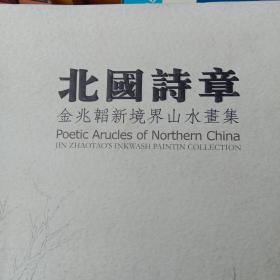 北國詩章
金兆韜新境界山水畫集
Poetic Arucles of Northern China
JIN ZHAOTAO'S INKWASH PAINTIN COLLECTION